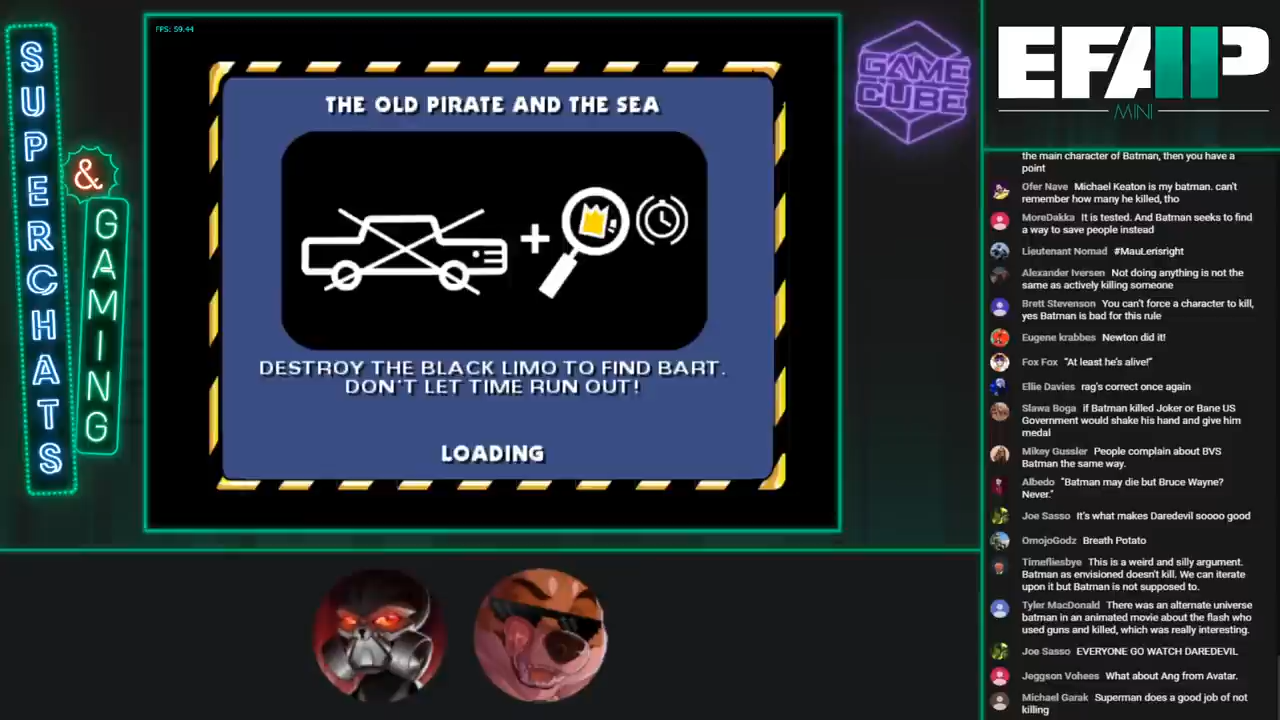 FPS: 59.44
SUPERCHATS
&
GAMING
THE OLD PIRATE AND THE SEA
DESTROY THE BLACK LIMO TO FIND BART.
DON'T LET TIME RUN OUT!
LOADING
GAME
CUBE
EFAP
MINI
the main character of Batman, then you have a
point
Ofer Nave Michael Keaton is my batman. can't
remember how many he killed, tho
MoreDakka It is tested. And Batman seeks to find
a way to save people instead
Lieutenant Nomad #MauLerisright
Alexander Iversen Not doing anything is not the
same as actively killing someone
Brett Stevenson You can't force a character to kill,
yes Batman is bad for this rule
Eugene krabbes Newton did it!
Fox Fox "At least he's alive!"
Ellie Davies rag's correct once again
Slawa Boga if Batman killed Joker or Bane US
Government would shake his hand and give him
medal
Mikey Gussler People complain about BVS
Batman the same way.
Albedo "Batman may die but Bruce Wayne?
Never."
Joe Sasso It's what makes Daredevil soooo good
OmojoGodz Breath Potato
Timefliesbye This is a weird and silly argument.
Batman as envisioned doesn't kill. We can iterate
upon it but Batman is not supposed to.
Tyler MacDonald There was an alternate universe
batman in an animated movie about the flash who
used guns and killed, which was really interesting.
Joe Sasso EVERYONE GO WATCH DAREDEVIL
Jeggson Vohees What about Ang from Avatar.
Michael Garak Superman does a good job of not
killing